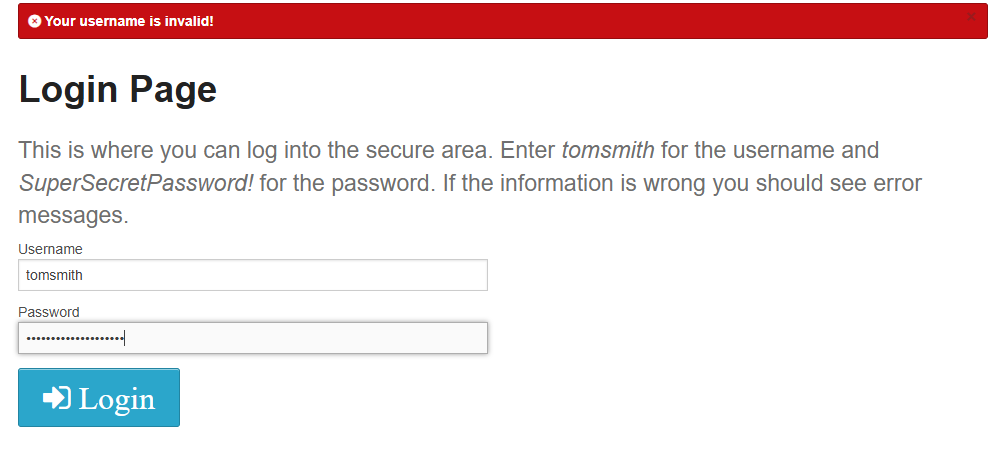 Your username is invalid!
×
Login Page
This is where you can log into the secure area. Enter tomsmith for the username and
SuperSecretPassword! for the password. If the information is wrong you should see error
messages.
Username
tomsmith
Password
••••••••••••••••••••
Login